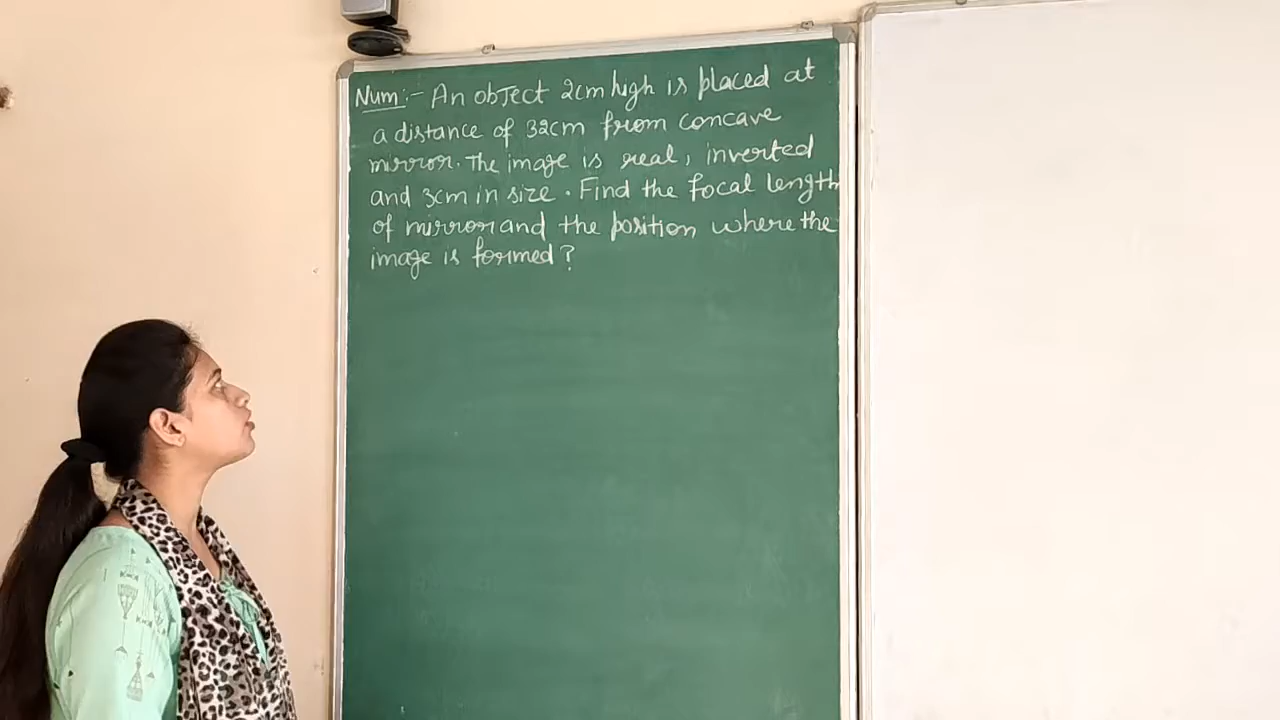 Num:- An object 2cm high is placed at
a distance of 32cm from concave
mirror. The image is real, inverted
and 3cm in size. Find the focal length
of mirror and the position where the
image is formed?